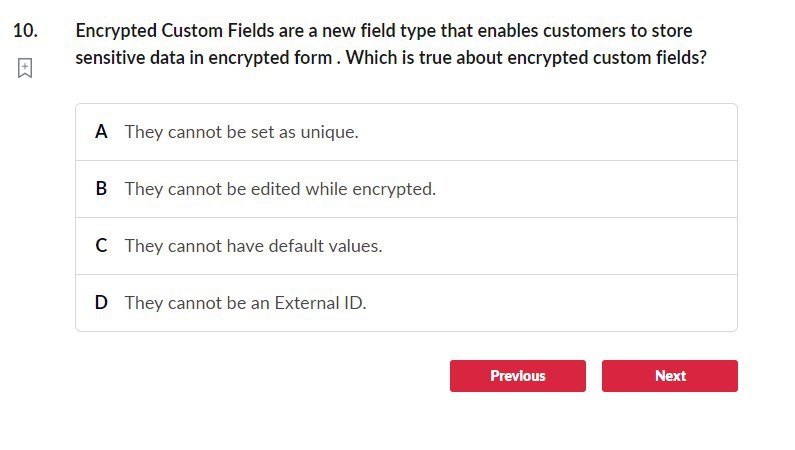 10. Encrypted Custom Fields are a new field type that enables customers to store
sensitive data in encrypted form . Which is true about encrypted custom fields?
A They cannot be set as unique.
B They cannot be edited while encrypted.
C They cannot have default values.
D They cannot be an External ID.
Previous Next